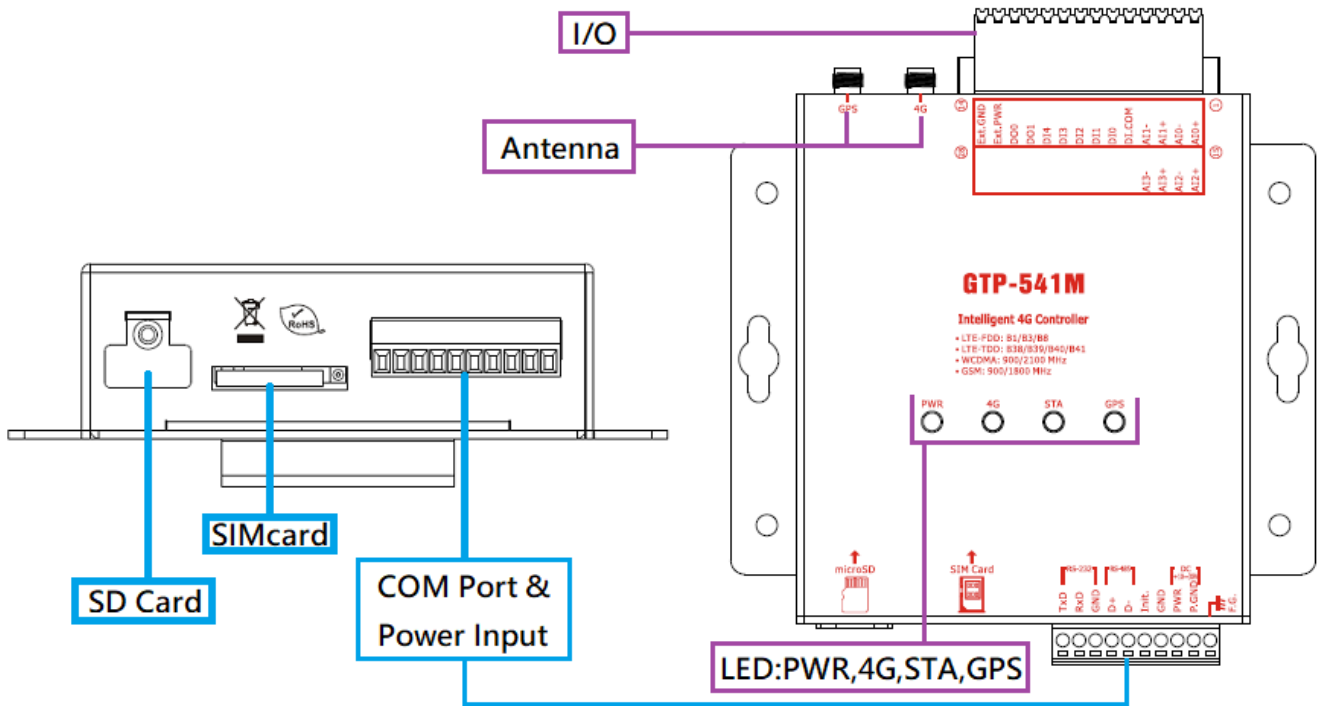 I/O
GPS
4G
Antenna
14
Ext.GND
Ext.PWR
DO0
DO1
DI4
DI3
DI2
DI1
DI0
DI.COM
AI1-
AI1+
AI0-
AI0+
1
AI3-
AI3+
AI2-
AI2+
15
GTP-541M
Intelligent 4G Controller
• LTE-FDD: B1/B3/B8
• LTE-TDD: B38/B39/B40/B41
• WCDMA: 900/2100 MHz
• GSM: 900/1800 MHz
PWR 4G STA GPS
RoHS
SIMcard
SD Card
COM Port &
Power Input
microSD
SIM Card
RS-232
RS-485
DC
TxD
RxD
GND
D+
D-
Init.
GND
PWR
P.GND
F.G.
LED:PWR,4G,STA,GPS